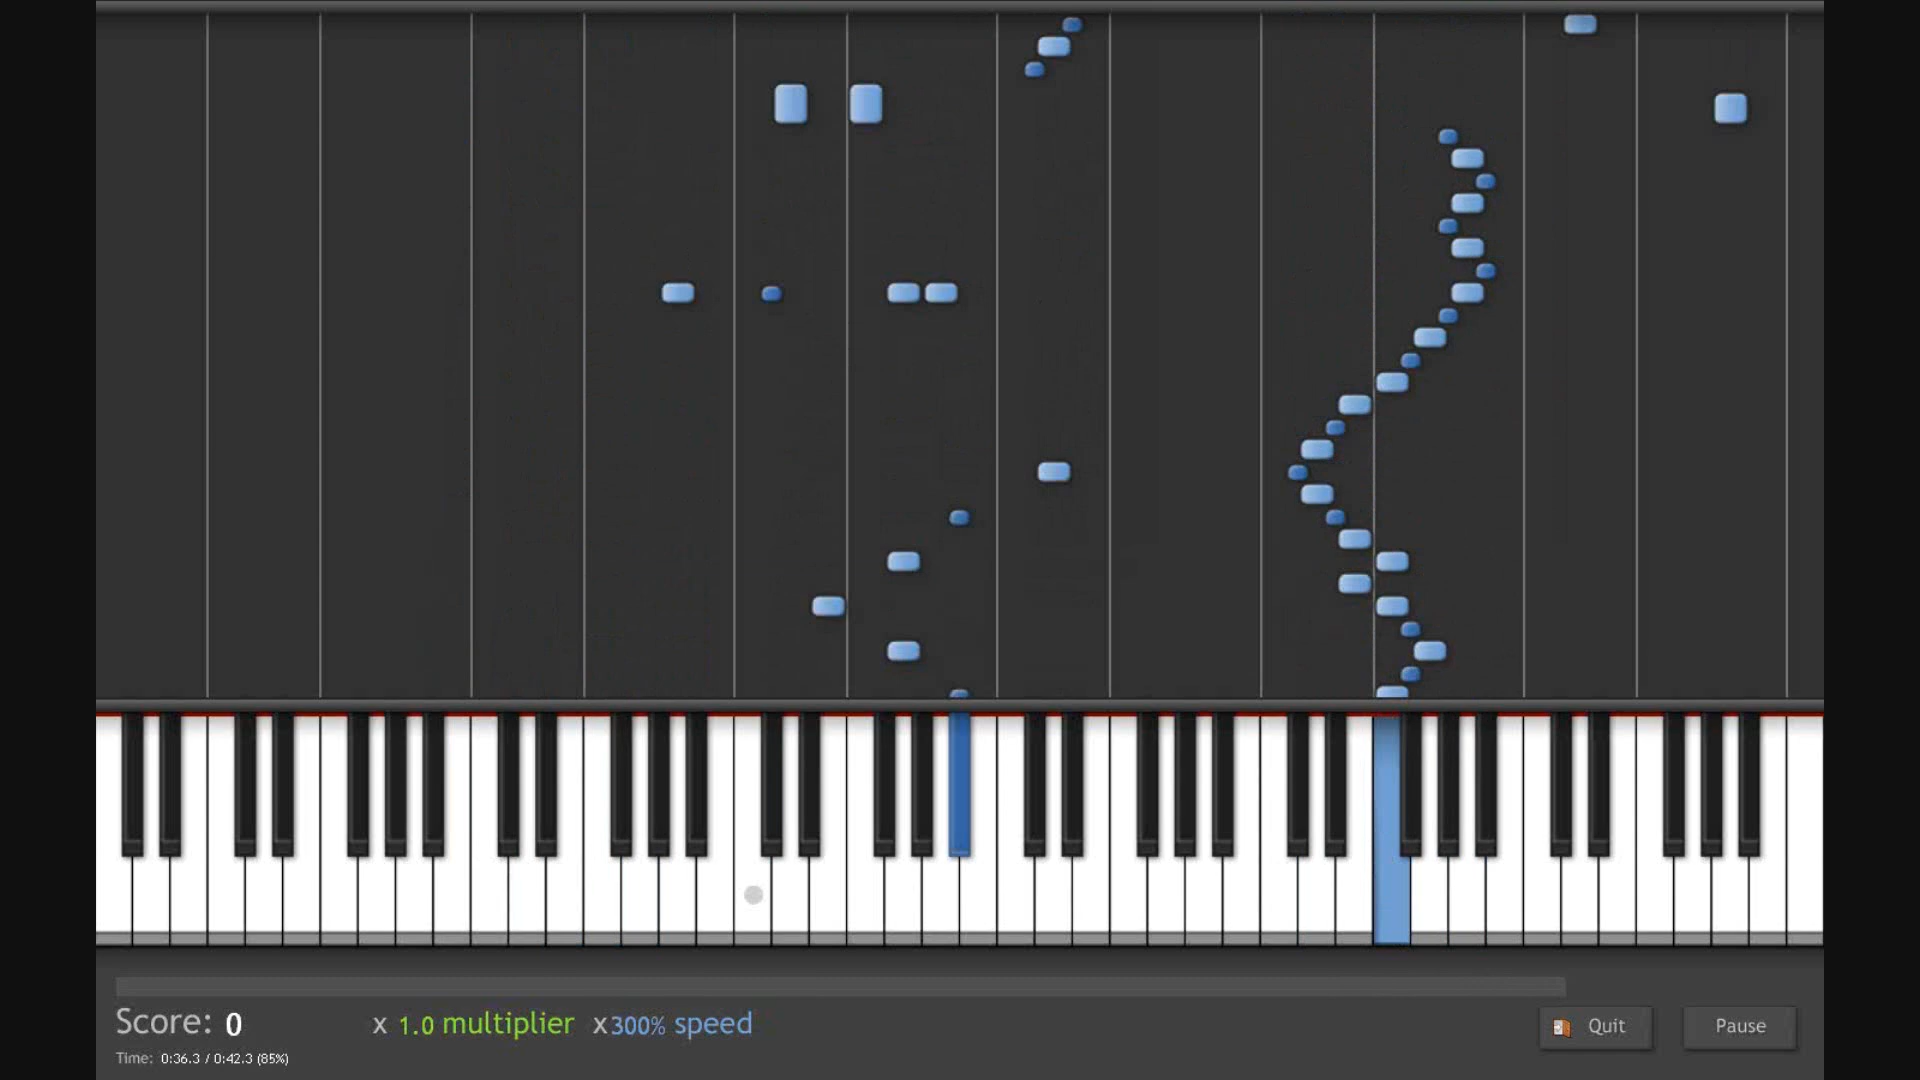 Score: 0
x 1.0 multiplier
x300% speed
Quit
Pause
Time: 0:36.3 / 0:42.3 (85%)